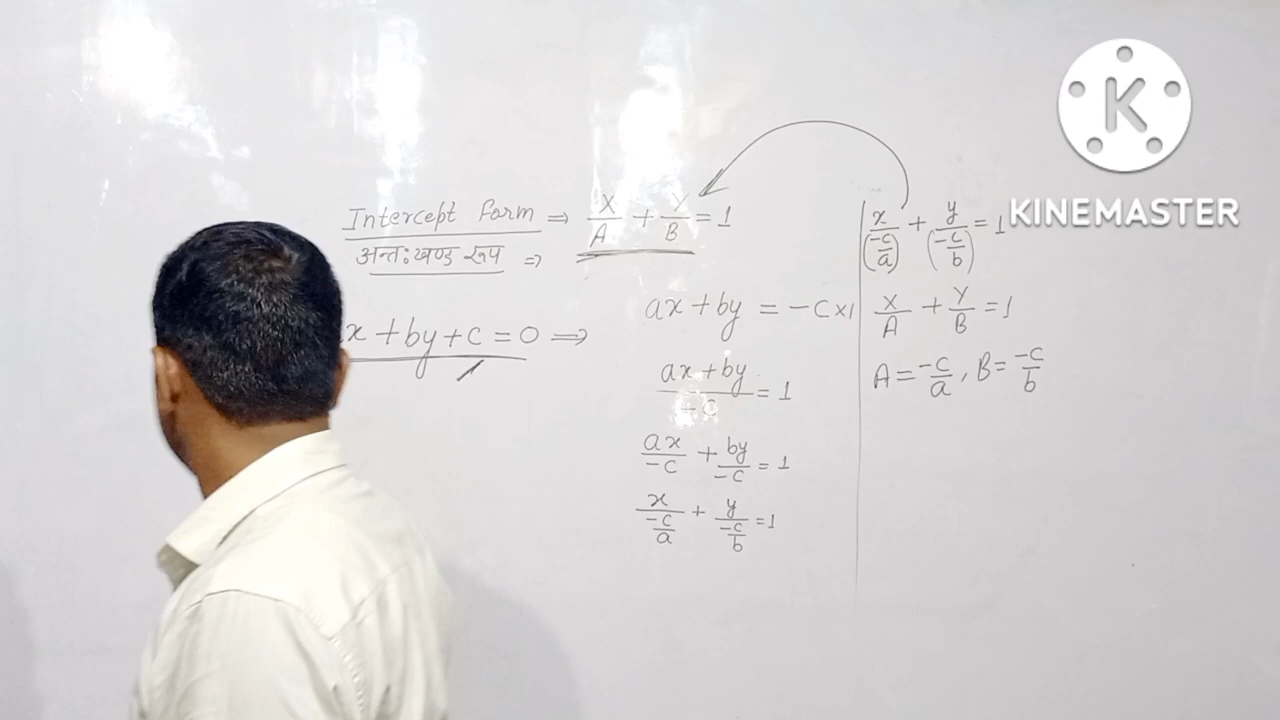 Intercept Form ⇒ X/A + Y/B = 1
अन्तःखण्ड रूप ⇒
x + by + c = 0 ⇒
ax + by = -c×1
(ax + by)/-c = 1
ax/-c + by/-c = 1
x/(-c/a) + y/(-c/b) = 1
x/(-c/a) + y/(-c/b) = 1
X/A + Y/B = 1
A = -c/a, B = -c/b
K
KINEMASTER